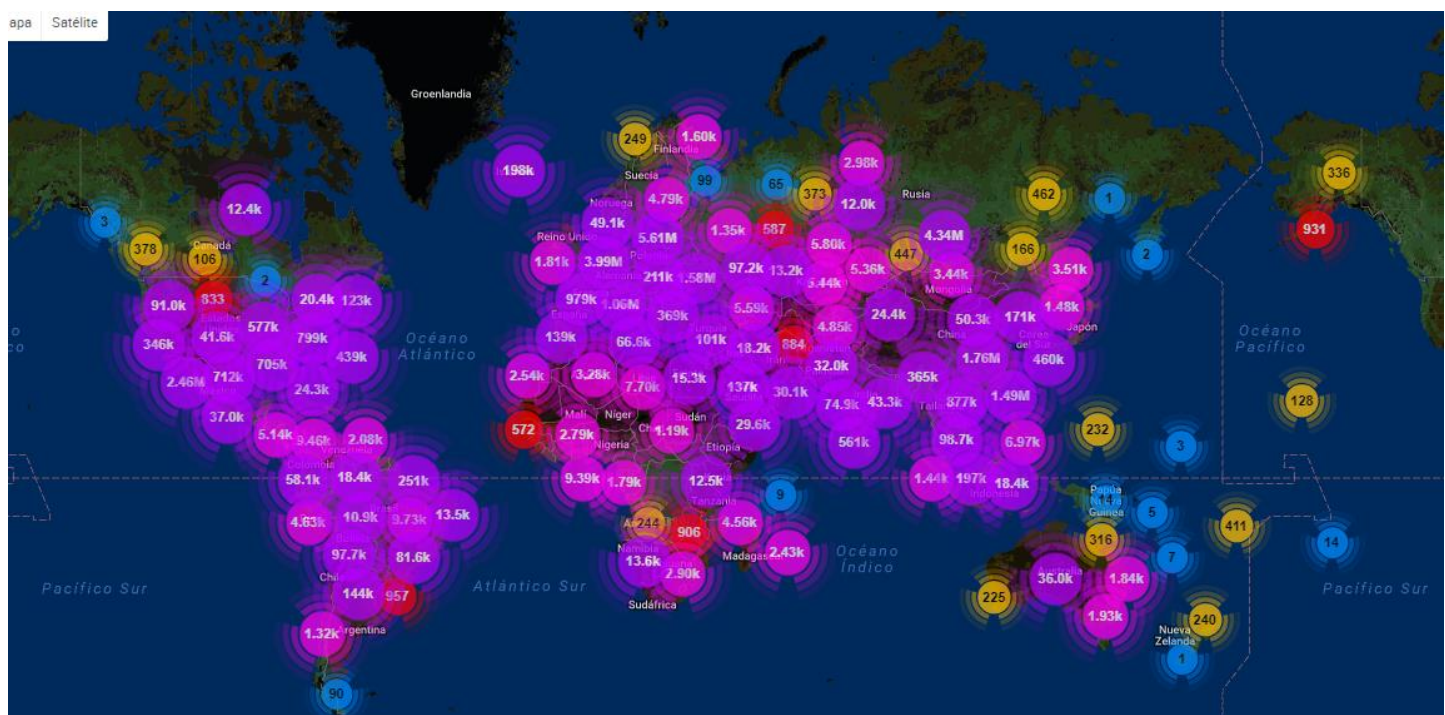 apa Satélite
Groenlandia
249
1.60k
Finlandia
198k
2.98k
Suecia
99
65
373
Rusia
462
1
336
4.79k
12.4k
12.0k
Noruega
3
49.1k
5.61M
1.35k
587
4.34M
931
378
Canadá
106
Reino Unido
5.80k
447
166
2
1.81k
3.99M
97.2k
13.2k
5.36k
3.44k
3.51k
2
211k
1.58M
5.44k
Mongolia
91.0k
833
20.4k
123k
979k
1.06M
5.59k
1.48k
Estados
España
369k
24.4k
50.3k
171k
577k
Japón
41.6k
799k
139k
66.6k
Turquía
101k
4.85k
China
Corea
del Sur
Océano
Atlántico
Océano
Pacífico
346k
439k
18.2k
884
Irán
1.76M
460k
705k
32.0k
712k
2.46M
24.3k
2.54k
3.28k
7.70k
15.3k
137k
30.1k
365k
877k
1.49M
74.9k
43.3k
128
37.0k
Malí
Níger
Sudán
5.14k
9.46k
2.08k
572
2.79k
1.19k
29.6k
561k
98.7k
6.97k
232
3
Venezuela
Nigeria
Etiopía
Colombia
58.1k
18.4k
251k
9.39k
1.79k
12.5k
1.44k
197k
18.4k
Indonesia
9
Tanzania
Papúa
Nueva
Guinea
4.63k
10.9k
9.73k
13.5k
244
906
4.56k
5
411
14
316
97.7k
81.6k
Namibia
13.6k
2.43k
Madagascar
Océano
Índico
7
Chile
2.90k
Australia
36.0k
1.84k
Pacífico Sur
144k
957
Atlántico Sur
Sudáfrica
225
Pacífico Sur
1.93k
240
1.32k
Argentina
Nueva
Zelanda
1
90